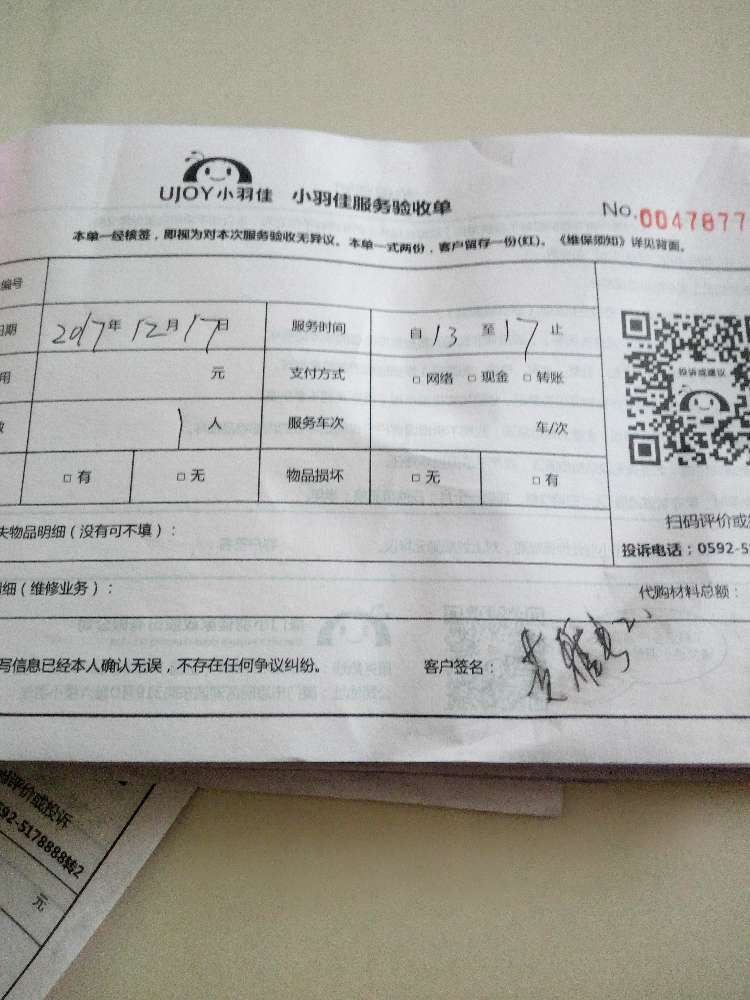 UJOY小羽佳 小羽佳服务验收单 No.0047877
本单一经核签，即视为对本次服务验收无异议。本单一式两份，客户留存一份(红)。《维保须知》详见背面。
编号
日期 2017年12月17日 服务时间 自13至17止
用 元 支付方式 □网络 □现金 □转账
数 1人 服务车次 车/次
□有 □无 物品损坏 □无 □有
投诉或建议
失物品明细（没有可不填）：
扫码评价或
投诉电话：0592-5
明细（维修业务）：
代购材料总额：
写信息已经本人确认无误，不存在任何争议纠纷。 客户签名：
评价或投诉
0592-5178888转2
元